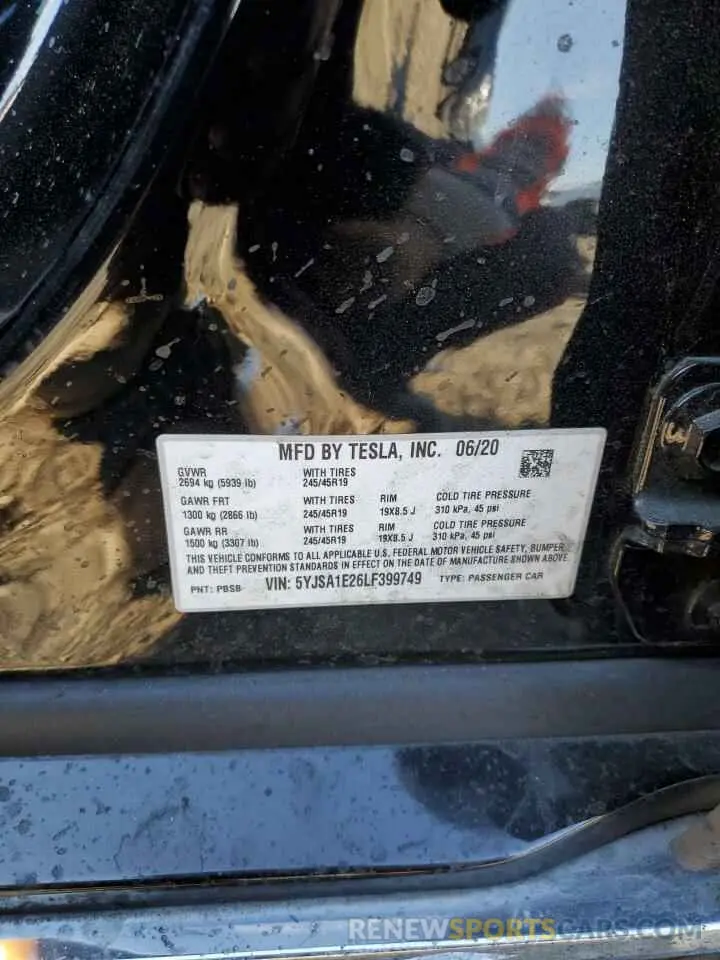 MFD BY TESLA, INC. 06/20
GVWR WITH TIRES
2694 kg (5939 lb) 245/45R19
GAWR FRT WITH TIRES RIM COLD TIRE PRESSURE
1300 kg (2866 lb) 245/45R19 19X8.5 J 310 kPa, 45 psi
GAWR RR WITH TIRES RIM COLD TIRE PRESSURE
1500 kg (3307 lb) 245/45R19 19X8.5 J 310 kPa, 45 psi
THIS VEHICLE CONFORMS TO ALL APPLICABLE U.S. FEDERAL MOTOR VEHICLE SAFETY, BUMPER
AND THEFT PREVENTION STANDARDS IN EFFECT ON THE DATE OF MANUFACTURE SHOWN ABOVE.
PNT: PBSB VIN: 5YJSA1E26LF399749 TYPE: PASSENGER CAR
3
RENEWSPORTSCARS.COM